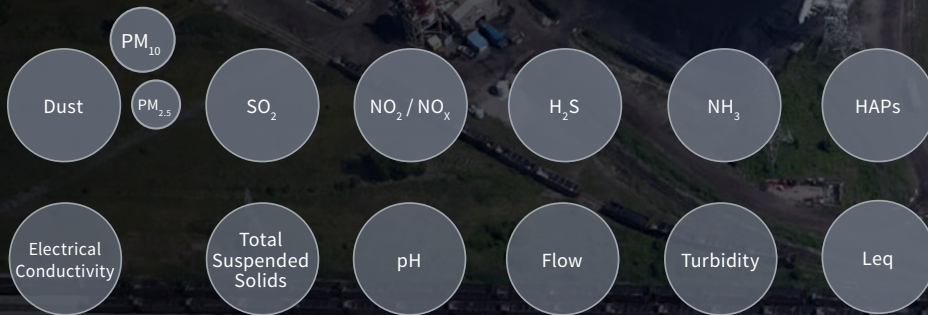 PM₁₀
Dust
PM₂.₅
SO₂
NO₂ / NOₓ
H₂S
NH₃
HAPs
Electrical
Conductivity
Total
Suspended
Solids
pH
Flow
Turbidity
Leq